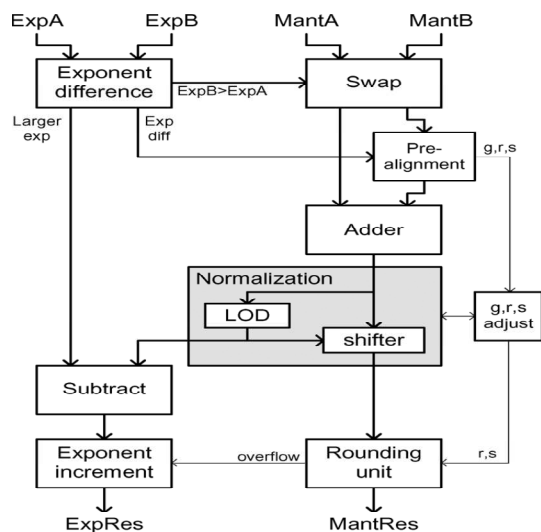 ExpA
ExpB
MantA
MantB
Exponent
difference
ExpB>ExpA
Swap
Larger
exp
Exp
diff
Pre-
alignment
g,r,s
Adder
Normalization
LOD
shifter
g,r,s
adjust
Subtract
Exponent
increment
overflow
Rounding
unit
r,s
ExpRes
MantRes